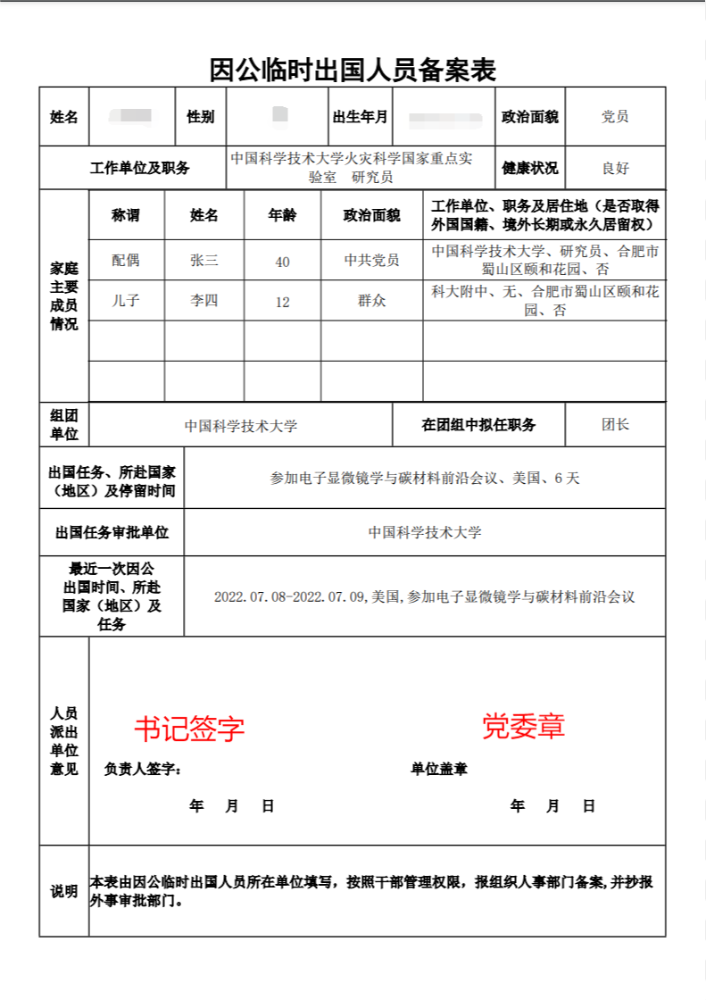 因公临时出国人员备案表
姓名 性别 出生年月 政治面貌 党员
工作单位及职务 中国科学技术大学火灾科学国家重点实
验室 研究员 健康状况 良好
家庭
主要
成员
情况
称谓 姓名 年龄 政治面貌 工作单位、职务及居住地（是否取得
外国国籍、境外长期或永久居留权）
配偶 张三 40 中共党员 中国科学技术大学、研究员、合肥市
蜀山区颐和花园、否
儿子 李四 12 群众 科大附中、无、合肥市蜀山区颐和花
园、否
组团
单位 中国科学技术大学 在团组中拟任职务 团长
出国任务、所赴国家
（地区）及停留时间 参加电子显微镜学与碳材料前沿会议、美国、6 天
出国任务审批单位 中国科学技术大学
最近一次因公
出国时间、所赴
国家（地区）及
任务
2022.07.08-2022.07.09,美国,参加电子显微镜学与碳材料前沿会议
人员
派出
单位
意见
书记签字 党委章
负责人签字： 单位盖章
年 月 日 年 月 日
说明
本表由因公临时出国人员所在单位填写，按照干部管理权限，报组织人事部门备案,并抄报
外事审批部门。